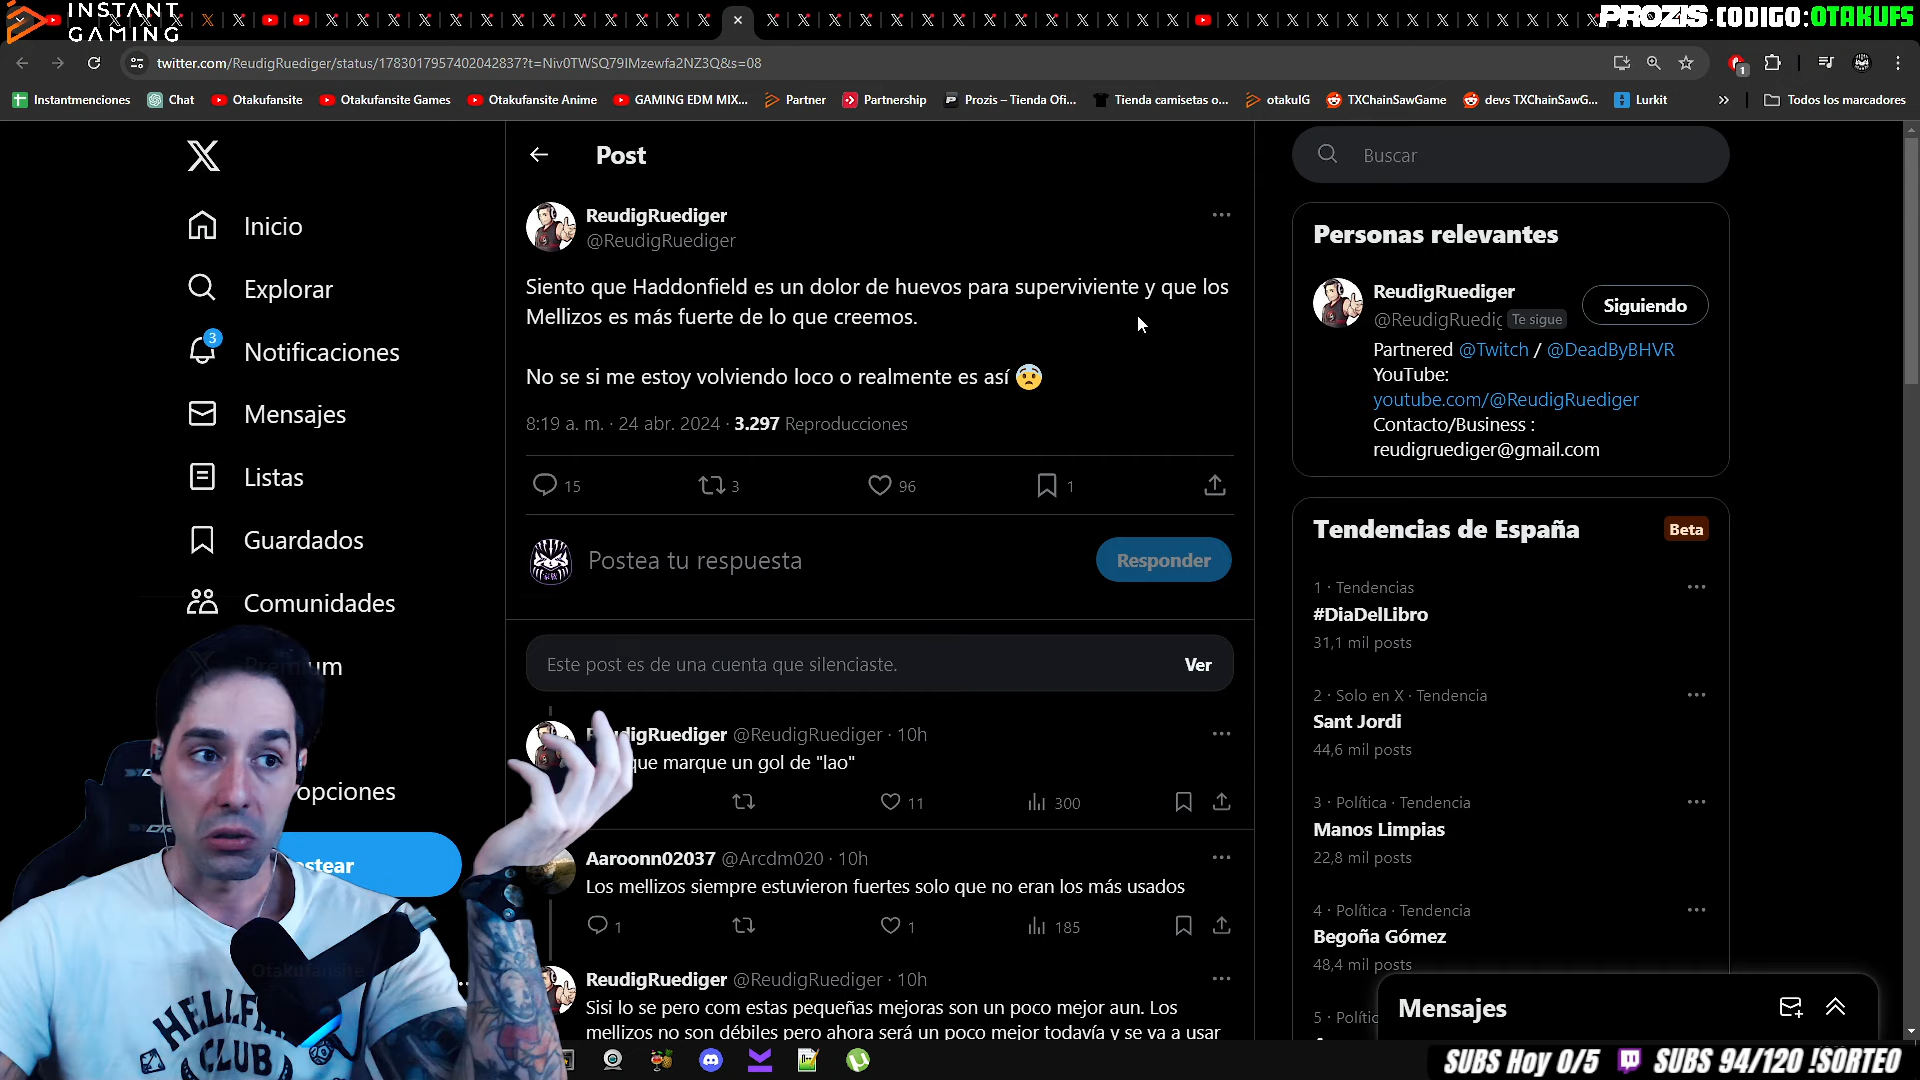 INSTANT
GAMING
PROZIS CODIGO:OTAKUFS
twitter.com/ReudigRuediger/status/1783017957402042837?t=Niv0TWSQ79IMzewfa2NZ3Q&s=08
1
Instantmenciones
Chat
Otakufansite
Otakufansite Games
Otakufansite Anime
GAMING EDM MIX...
Partner
Partnership
Prozis – Tienda Ofi...
Tienda camisetas o...
otakuIG
TXChainSawGame
devs TXChainSawG...
Lurkit
Todos los marcadores
Inicio
Explorar
3
Notificaciones
Mensajes
Listas
Guardados
Comunidades
Premium
opciones
Otakufansite
Post
ReudigRuediger
@ReudigRuediger
Siento que Haddonfield es un dolor de huevos para superviviente y que los
Mellizos es más fuerte de lo que creemos.
No se si me estoy volviendo loco o realmente es así 😨
8:19 a. m. · 24 abr. 2024 · 3.297 Reproducciones
15 3 96 1
Postea tu respuesta
Responder
Este post es de una cuenta que silenciaste.
Ver
@ReudigRuediger · 10h
que marque un gol de "lao"
11 300
Aaroonn02037 @Arcdm020 · 10h
Los mellizos siempre estuvieron fuertes solo que no eran los más usados
1 1 185
ReudigRuediger @ReudigRuediger · 10h
Sisi lo se pero com estas pequeñas mejoras son un poco mejor aun. Los
mellizos no son débiles pero ahora será un poco mejor todavía y se va a usar
Buscar
Personas relevantes
ReudigRuediger
@ReudigRuedig Te sigue
Siguiendo
Partnered @Twitch / @DeadByBHVR
YouTube:
youtube.com/@ReudigRuediger
Contacto/Business :
reudigruediger@gmail.com
Tendencias de España
Beta
1 · Tendencias
#DiaDelLibro
31,1 mil posts
2 · Solo en X · Tendencia
Sant Jordi
44,6 mil posts
3 · Política · Tendencia
Manos Limpias
22,8 mil posts
4 · Política · Tendencia
Begoña Gómez
48,4 mil posts
5 · Polític
Mensajes
HELLFI
CLUB
SUBS Hoy 0/5
SUBS 94/120 !SORTEO